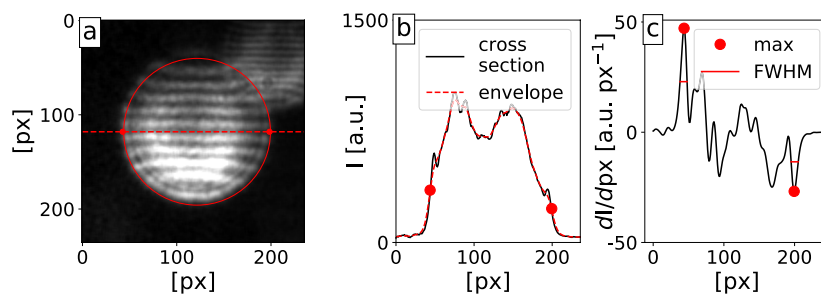 a
0
100
200
[px]
0
100
200
[px]
b
1500
1500
I [a.u.]
cross
section
envelope
0
100
200
[px]
c
50
0
-50
dI/dpx [a.u. px⁻¹]
max
FWHM
0
100
200
[px]